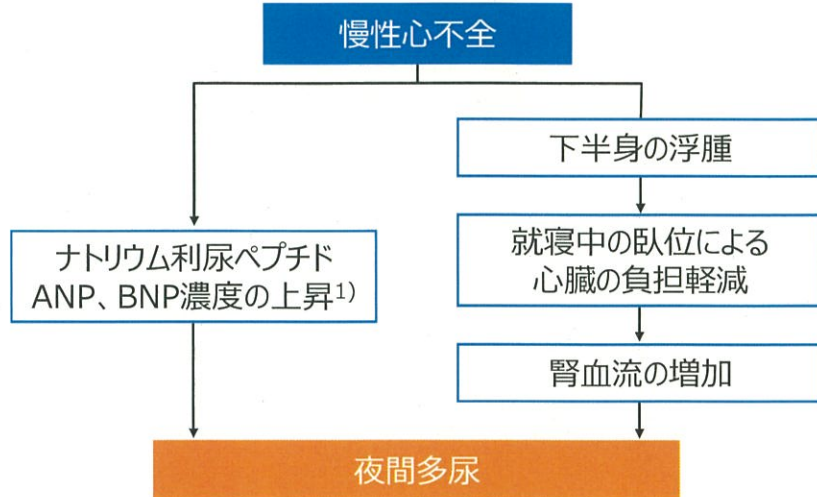 慢性心不全
下半身の浮腫
ナトリウム利尿ペプチド
ANP、BNP濃度の上昇1)
就寝中の臥位による
心臓の負担軽減
腎血流の増加
夜間多尿